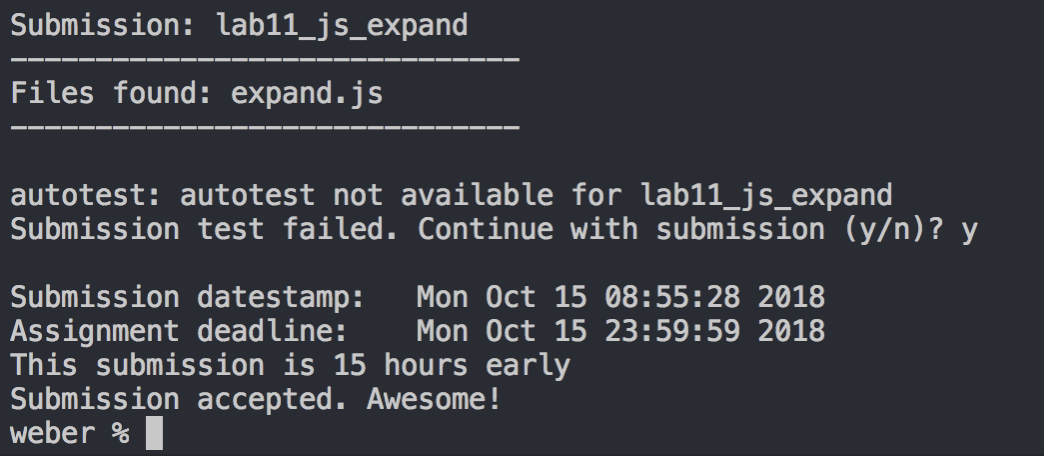 Submission: lab11_js_expand
------------------------------
Files found: expand.js
------------------------------
autotest: autotest not available for lab11_js_expand
Submission test failed. Continue with submission (y/n)? y
Submission datestamp:   Mon Oct 15 08:55:28 2018
Assignment deadline:    Mon Oct 15 23:59:59 2018
This submission is 15 hours early
Submission accepted. Awesome!
weber %